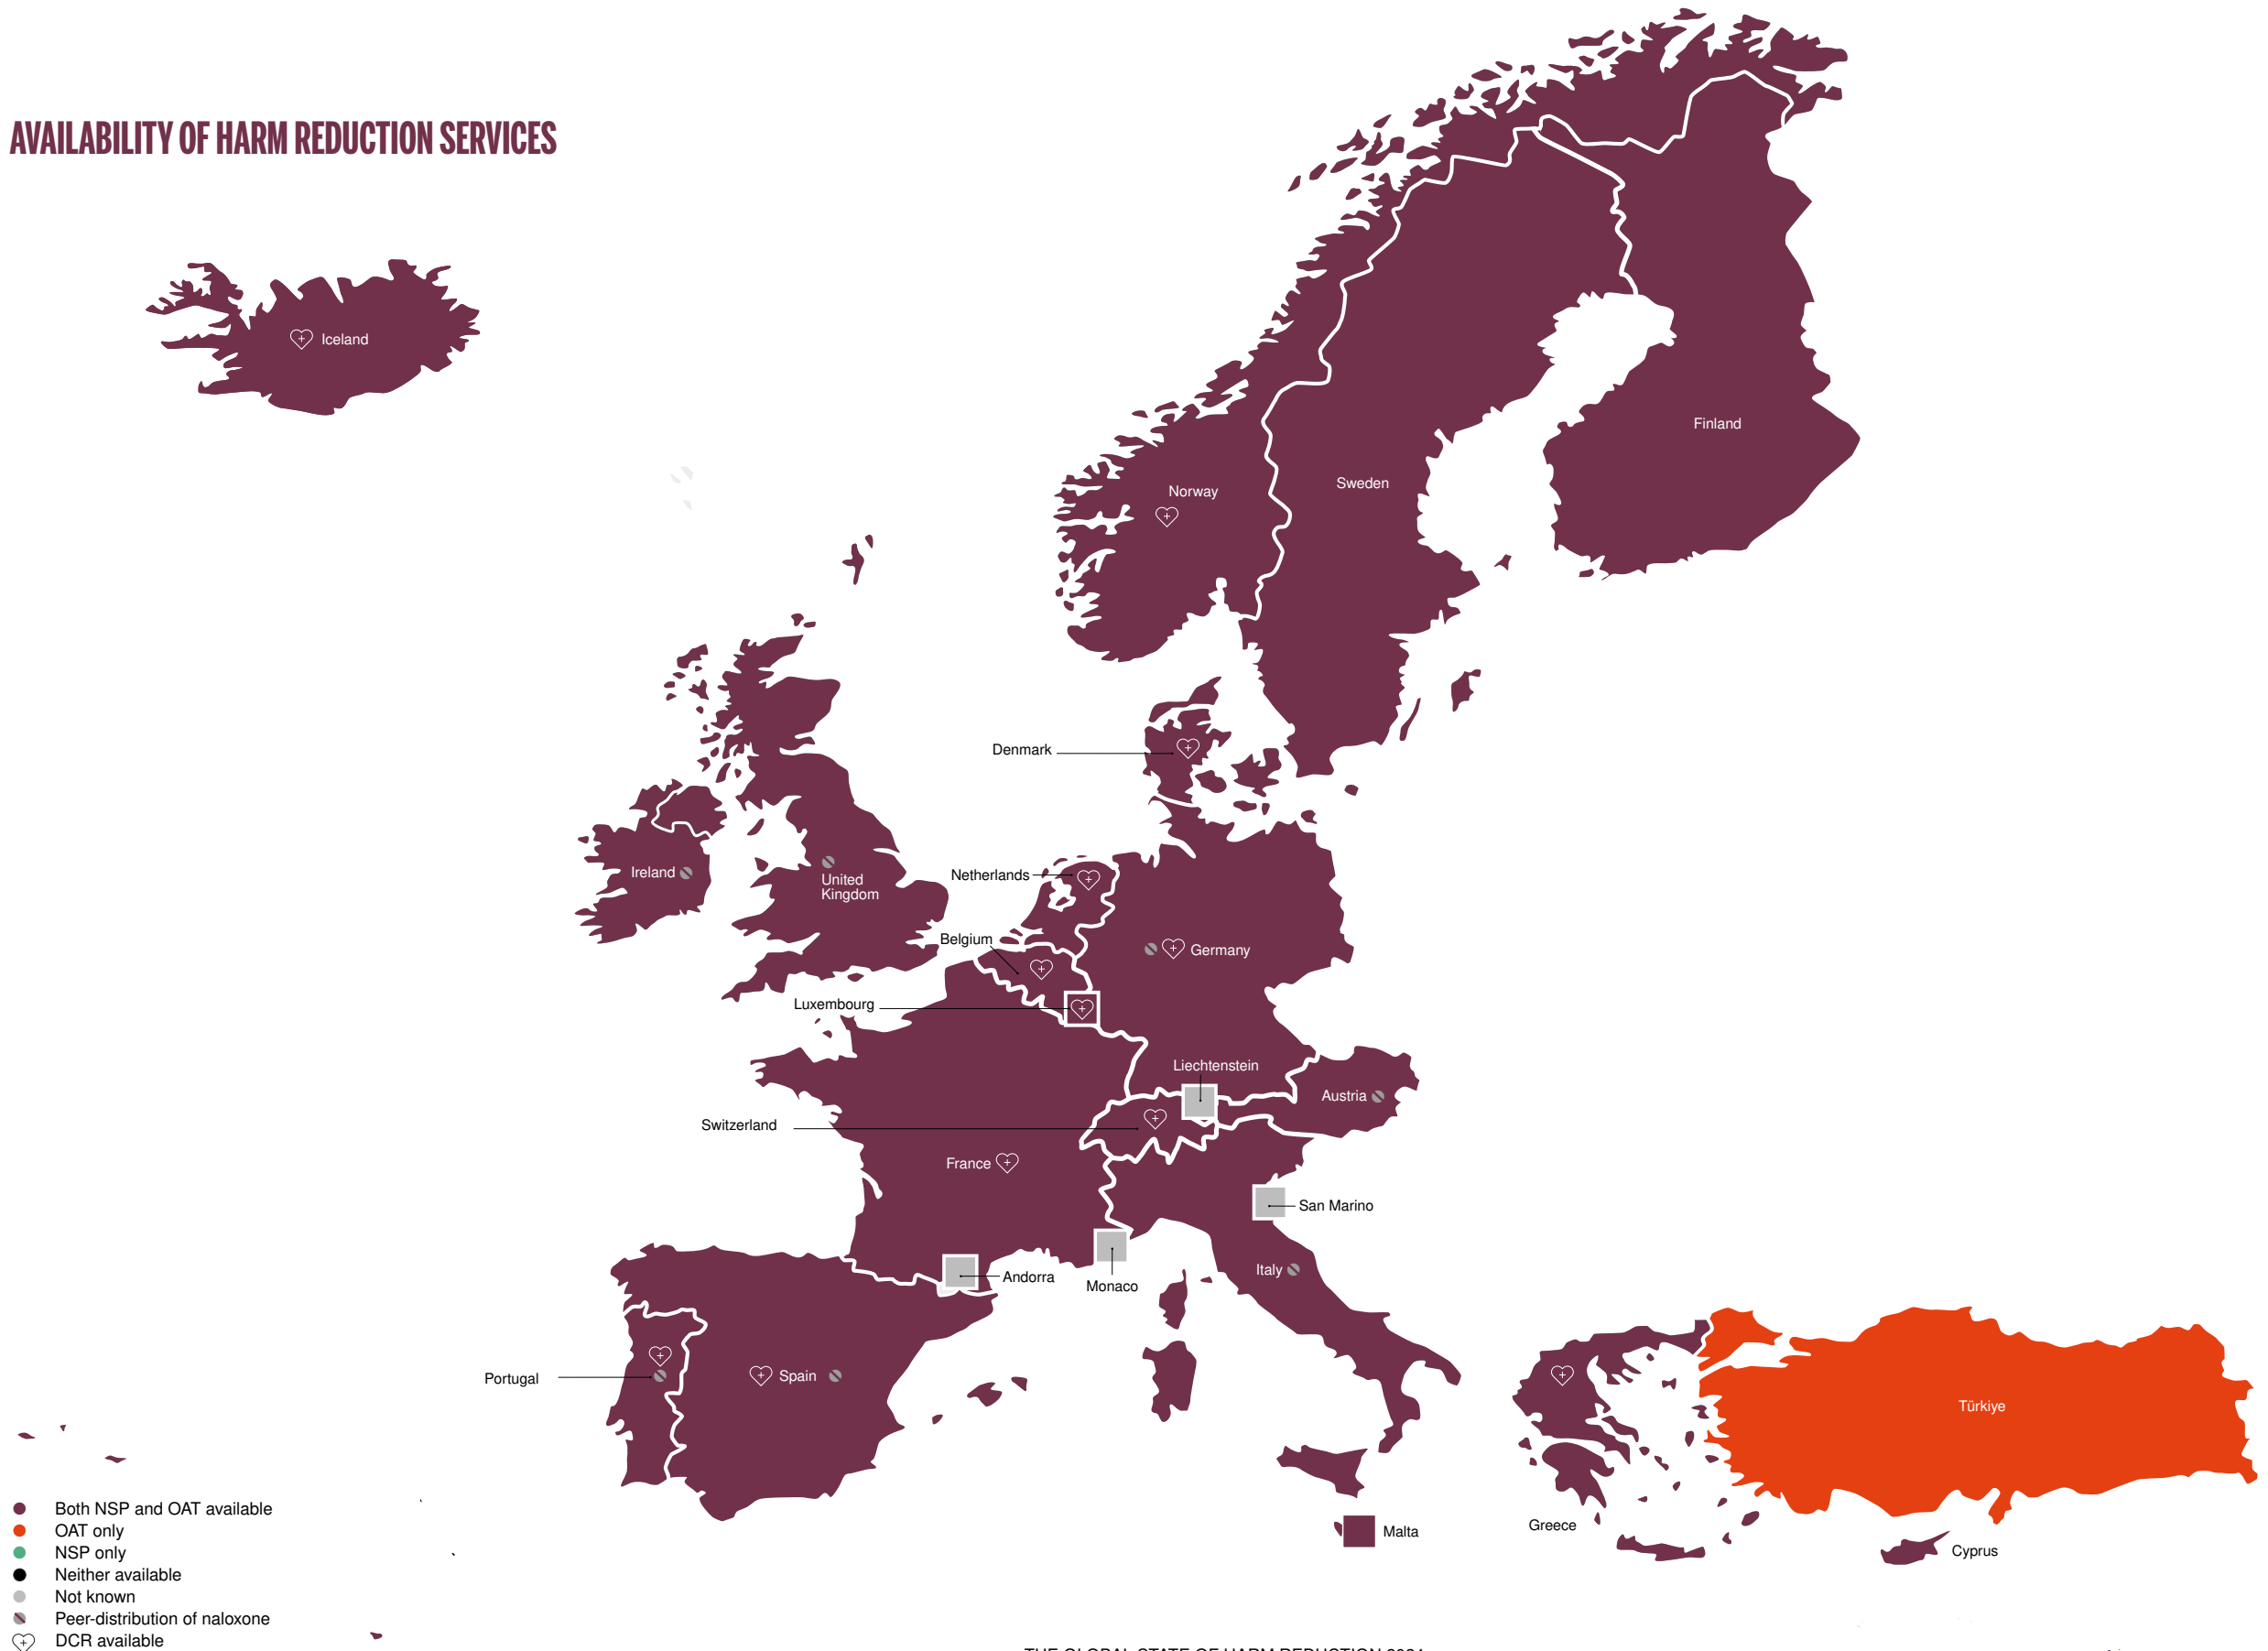 AVAILABILITY OF HARM REDUCTION SERVICES
Iceland
Finland
Norway
Sweden
Denmark
Ireland
United
Kingdom
Netherlands
Belgium
Germany
Luxembourg
Liechtenstein
Austria
Switzerland
France
San Marino
Andorra
Monaco
Italy
Portugal
Spain
Türkiye
Malta
Greece
Cyprus
Both NSP and OAT available
OAT only
NSP only
Neither available
Not known
Peer-distribution of naloxone
DCR available